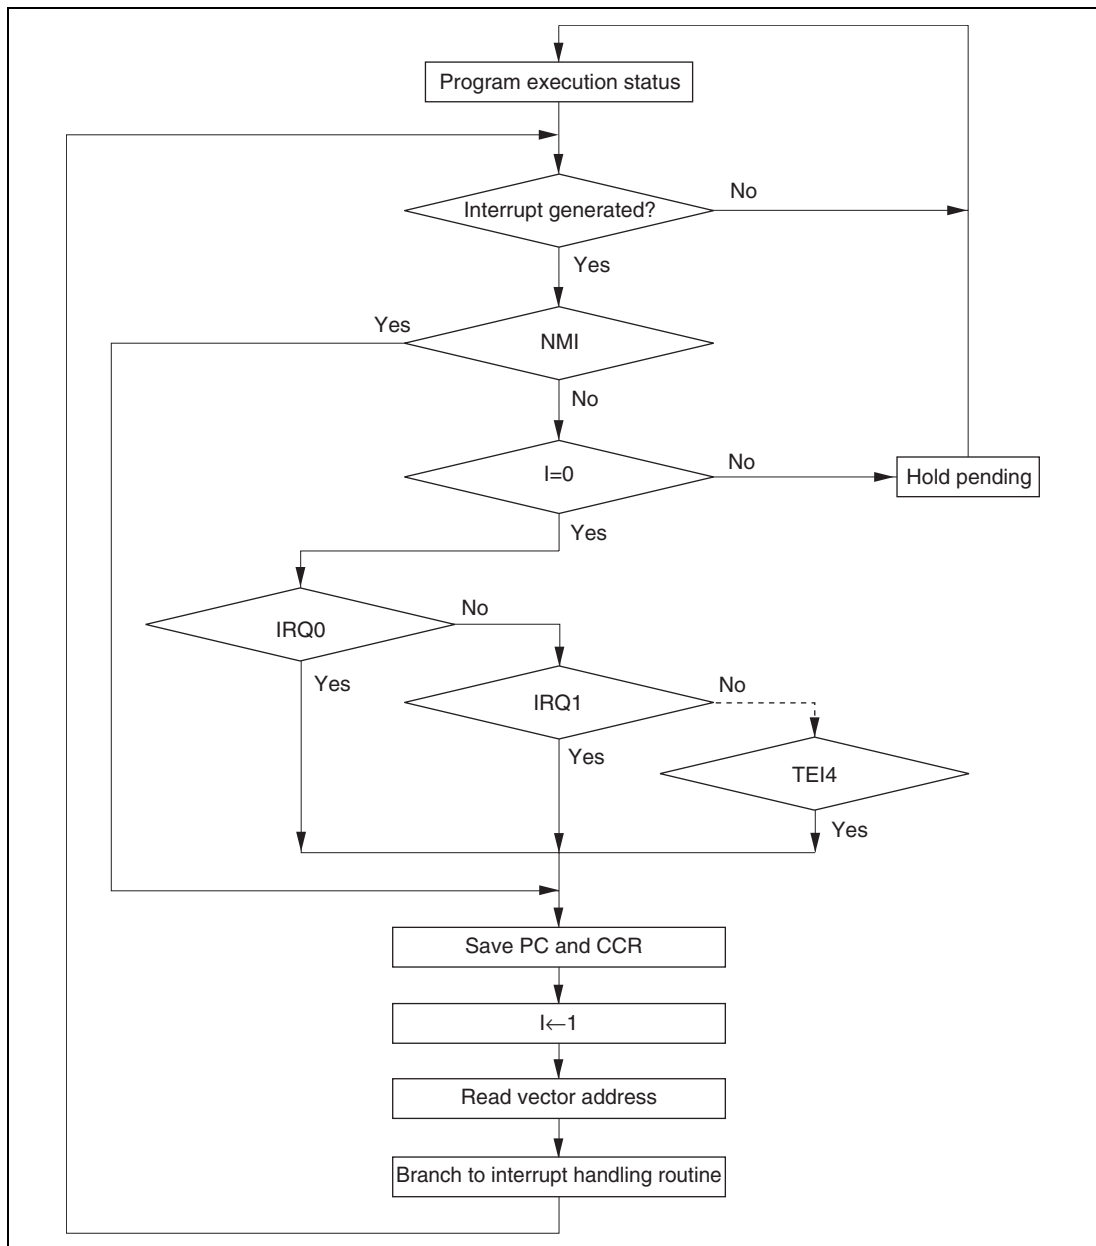 Program execution status
Interrupt generated?
No
Yes
Yes
NMI
No
I=0
No
Hold pending
Yes
IRQ0
No
Yes
IRQ1
No
Yes
TEI4
Yes
Save PC and CCR
I←1
Read vector address
Branch to interrupt handling routine